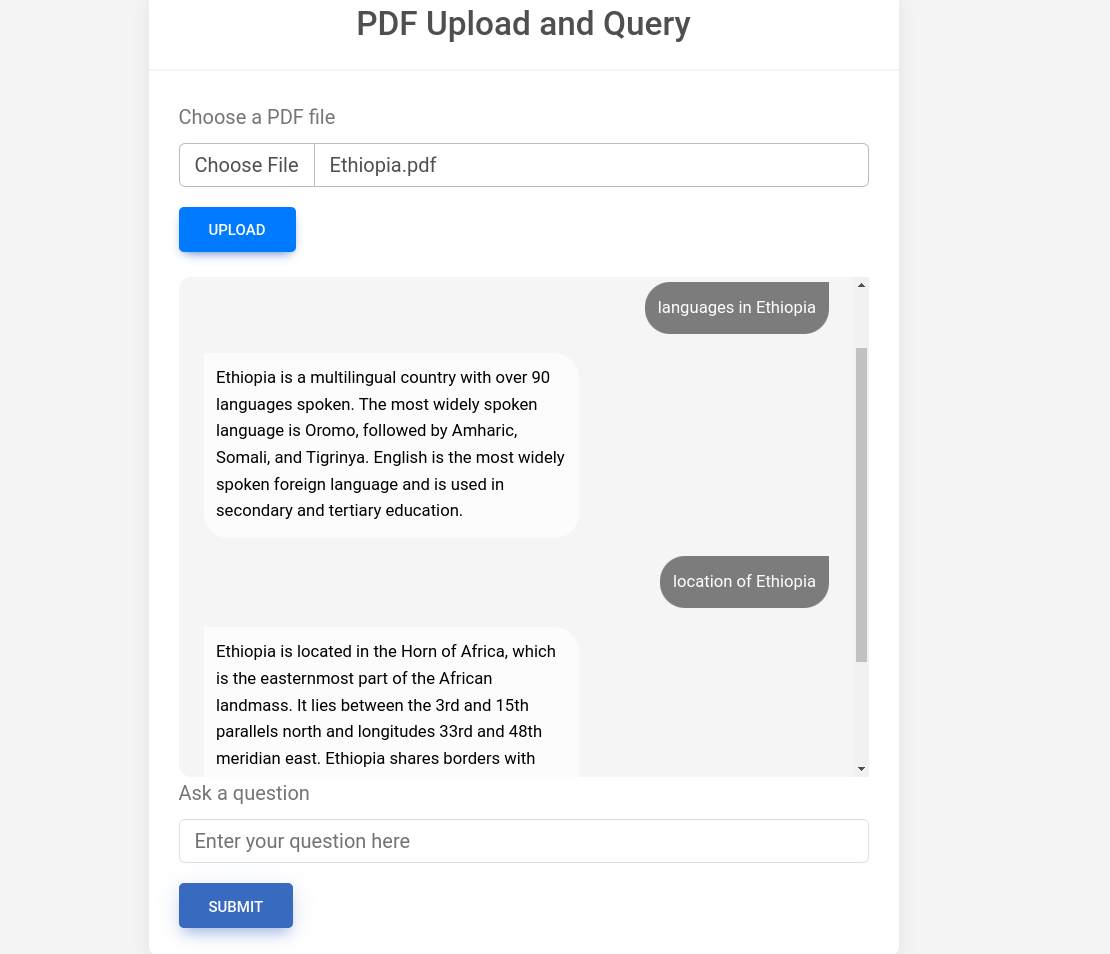 PDF Upload and Query
Choose a PDF file
Choose File Ethiopia.pdf
UPLOAD
languages in Ethiopia
Ethiopia is a multilingual country with over 90
languages spoken. The most widely spoken
language is Oromo, followed by Amharic,
Somali, and Tigrinya. English is the most widely
spoken foreign language and is used in
secondary and tertiary education.
location of Ethiopia
Ethiopia is located in the Horn of Africa, which
is the easternmost part of the African
landmass. It lies between the 3rd and 15th
parallels north and longitudes 33rd and 48th
meridian east. Ethiopia shares borders with
Ask a question
Enter your question here
SUBMIT